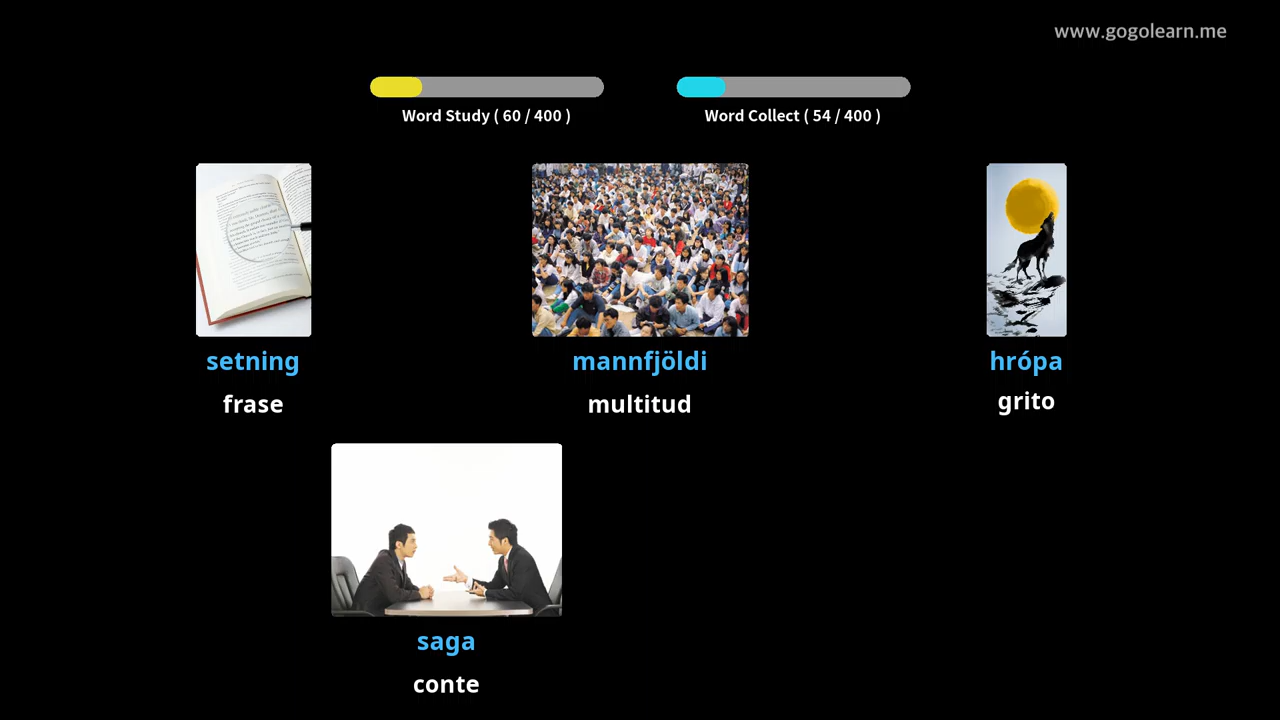 www.gogolearn.me
Word Study ( 60 / 400 )
Word Collect ( 54 / 400 )
setning
frase
mannfjöldi
multitud
hrópa
grito
saga
conte